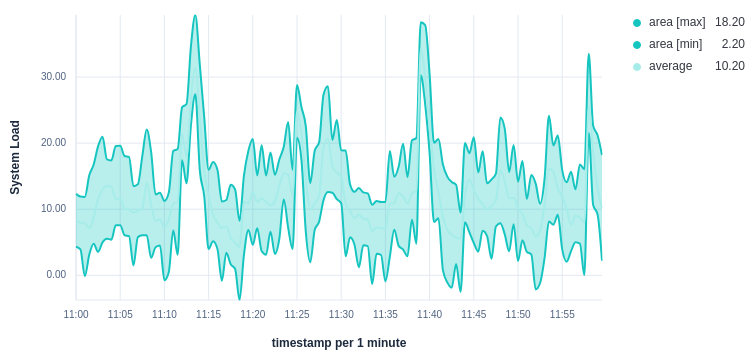 area [max] 18.20
area [min] 2.20
average 10.20
System Load
30.00
20.00
10.00
0.00
11:00 11:05 11:10 11:15 11:20 11:25 11:30 11:35 11:40 11:45 11:50 11:55
timestamp per 1 minute